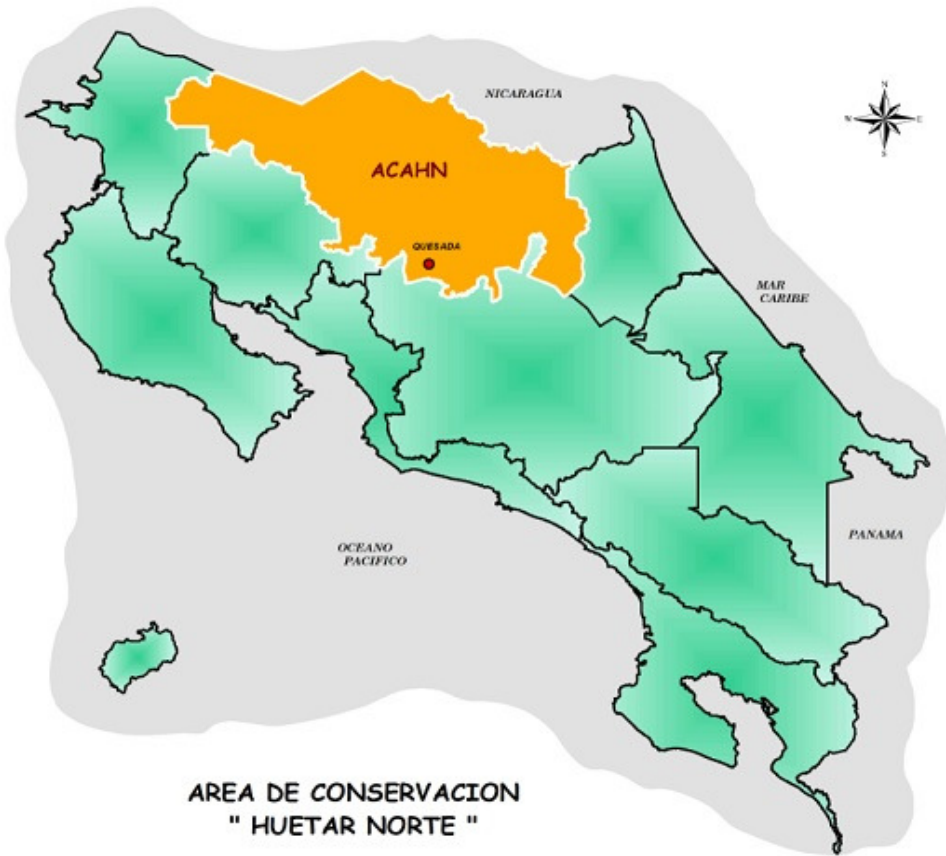 NICARAGUA
N
W E
S
ACAHN
QUESADA
MAR
CARIBE
OCEANO
PACIFICO
PANAMA
AREA DE CONSERVACION
" HUETAR NORTE "